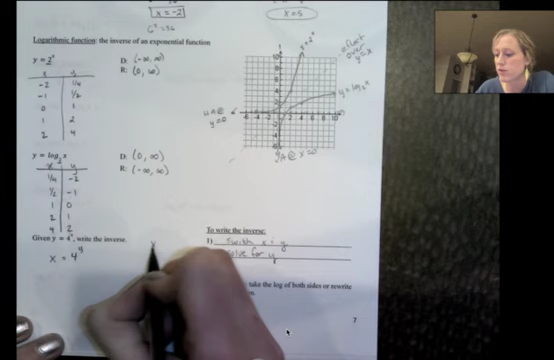 x = -2
x = 5
6² = 36
Logarithmic function: the inverse of an exponential function
y = 2ˣ
D: (-∞, ∞)
R: (0, ∞)
x y
-2 1/4
-1 1/2
0 1
1 2
2 4
y = 2ˣ
reflect
over
y = x
y = log₂x
HA @
y = 0
VA @ x = 0
y = log₂ x
D: (0, ∞)
R: (-∞, ∞)
x y
1/4 -2
1/2 -1
1 0
2 1
4 2
To write the inverse:
1) Switch x i y
solve for y
Given y = 4ˣ, write the inverse.
x = 4ʸ
take the log of both sides or rewrite
7